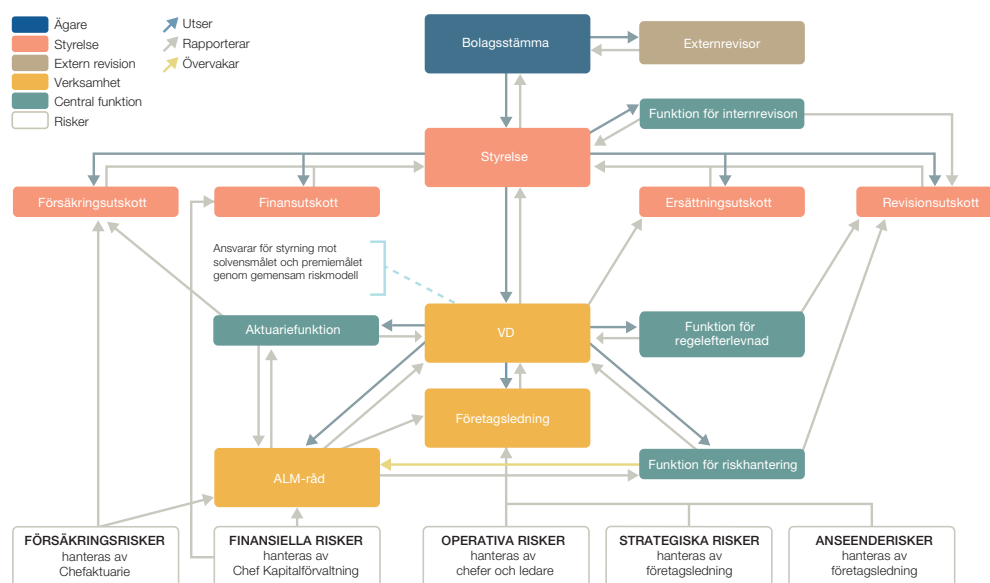 Ägare
Styrelse
Extern revision
Verksamhet
Central funktion
Risker
Utser
Rapporterar
Övervakar
Bolagsstämma
Externrevisor
Funktion för internrevison
Styrelse
Försäkringsutskott
Finansutskott
Ersättningsutskott
Revisionsutskott
Ansvarar för styrning mot
solvensmålet och premiemålet
genom gemensam riskmodell
Aktuariefunktion
VD
Funktion för
regelefterlevnad
Företagsledning
ALM-råd
Funktion för riskhantering
FÖRSÄKRINGSRISKER
hanteras av
Chefaktuarie
FINANSIELLA RISKER
hanteras av
Chef Kapitalförvaltning
OPERATIVA RISKER
hanteras av
chefer och ledare
STRATEGISKA RISKER
hanteras av
företagsledning
ANSEENDERISKER
hanteras av
företagsledning